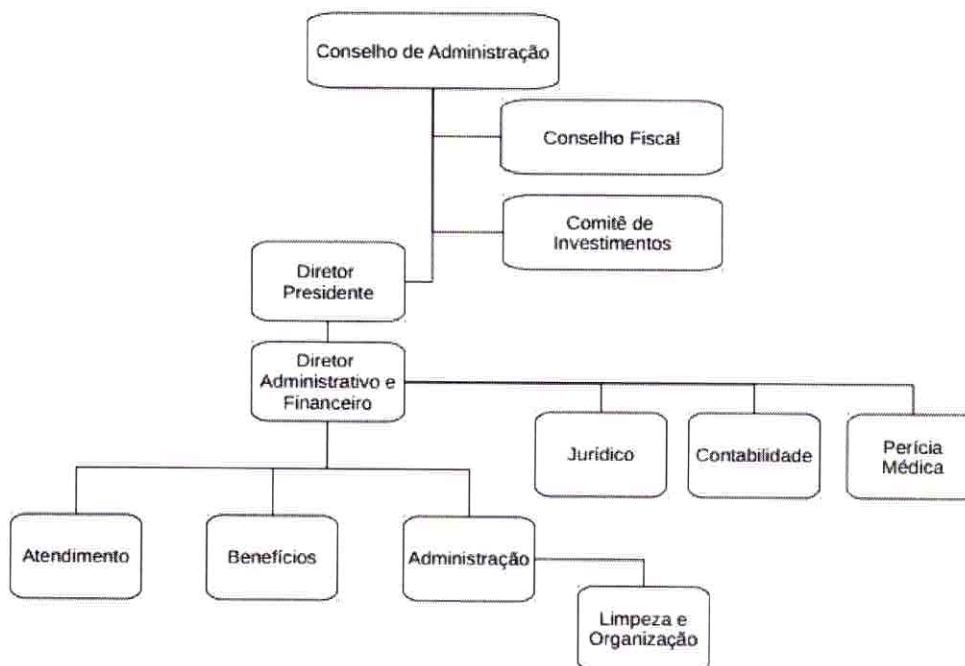 Conselho de Administração
Conselho Fiscal
Comitê de
Investimentos
Diretor
Presidente
Diretor
Administrativo e
Financeiro
Jurídico
Contabilidade
Perícia
Médica
Atendimento
Benefícios
Administração
Limpeza e
Organização